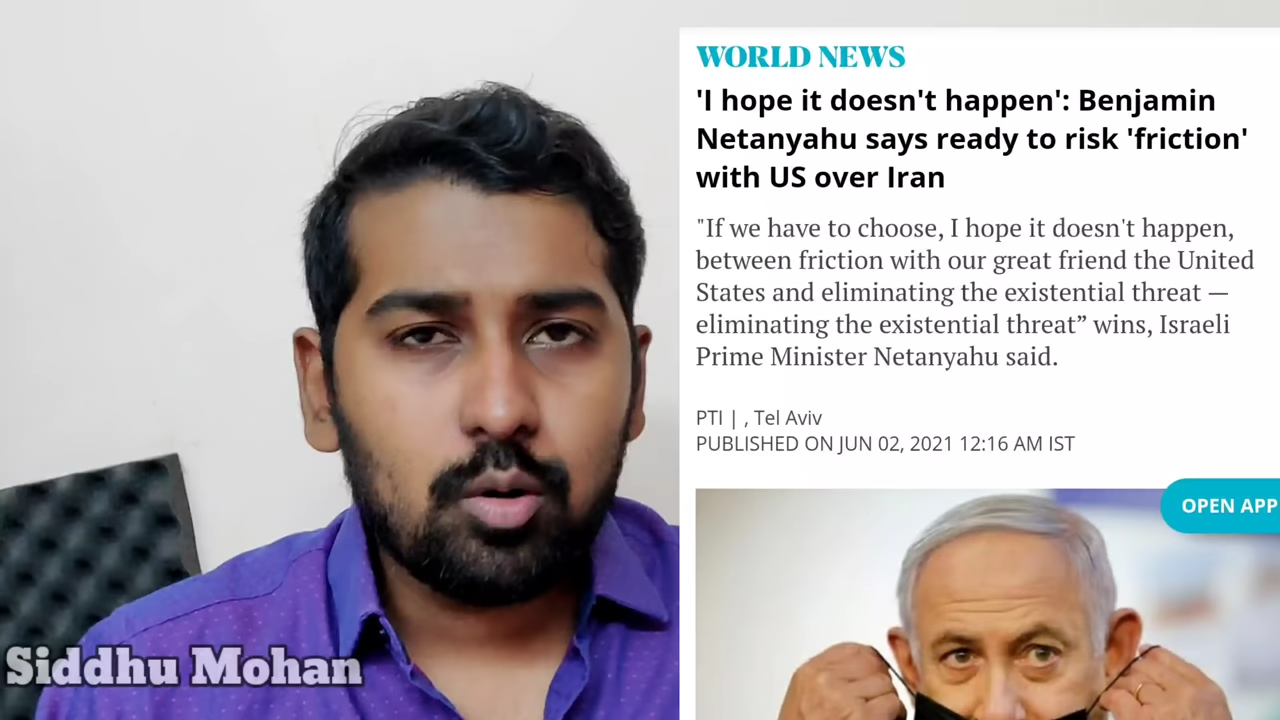 WORLD NEWS
'I hope it doesn't happen': Benjamin
Netanyahu says ready to risk 'friction'
with US over Iran
"If we have to choose, I hope it doesn't happen,
between friction with our great friend the United
States and eliminating the existential threat —
eliminating the existential threat” wins, Israeli
Prime Minister Netanyahu said.
PTI | , Tel Aviv
PUBLISHED ON JUN 02, 2021 12:16 AM IST
OPEN APP
Siddhu Mohan